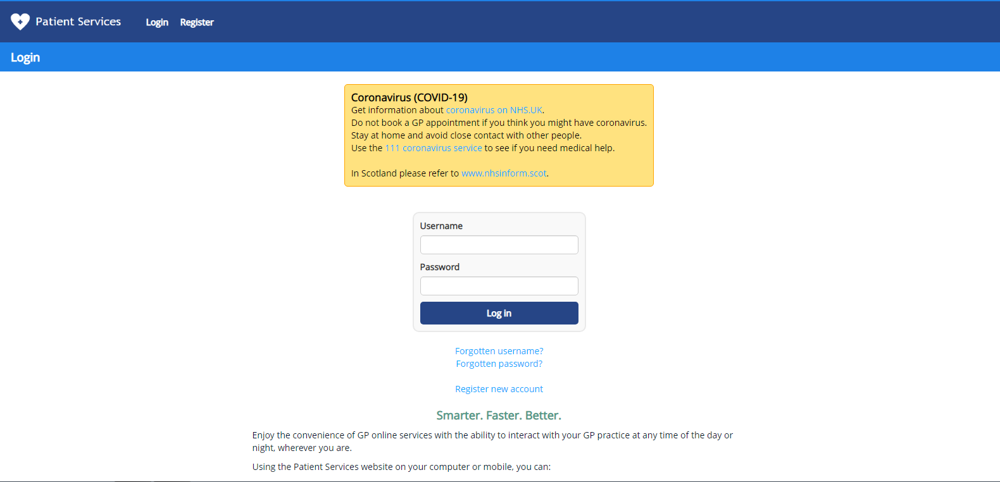 Patient Services
Login
Register
Login
Coronavirus (COVID-19)
Get information about coronavirus on NHS.UK.
Do not book a GP appointment if you think you might have coronavirus.
Stay at home and avoid close contact with other people.
Use the 111 coronavirus service to see if you need medical help.
In Scotland please refer to www.nhsinform.scot.
Username
Password
Log in
Forgotten username?
Forgotten password?
Register new account
Smarter. Faster. Better.
Enjoy the convenience of GP online services with the ability to interact with your GP practice at any time of the day or
night, wherever you are.
Using the Patient Services website on your computer or mobile, you can: